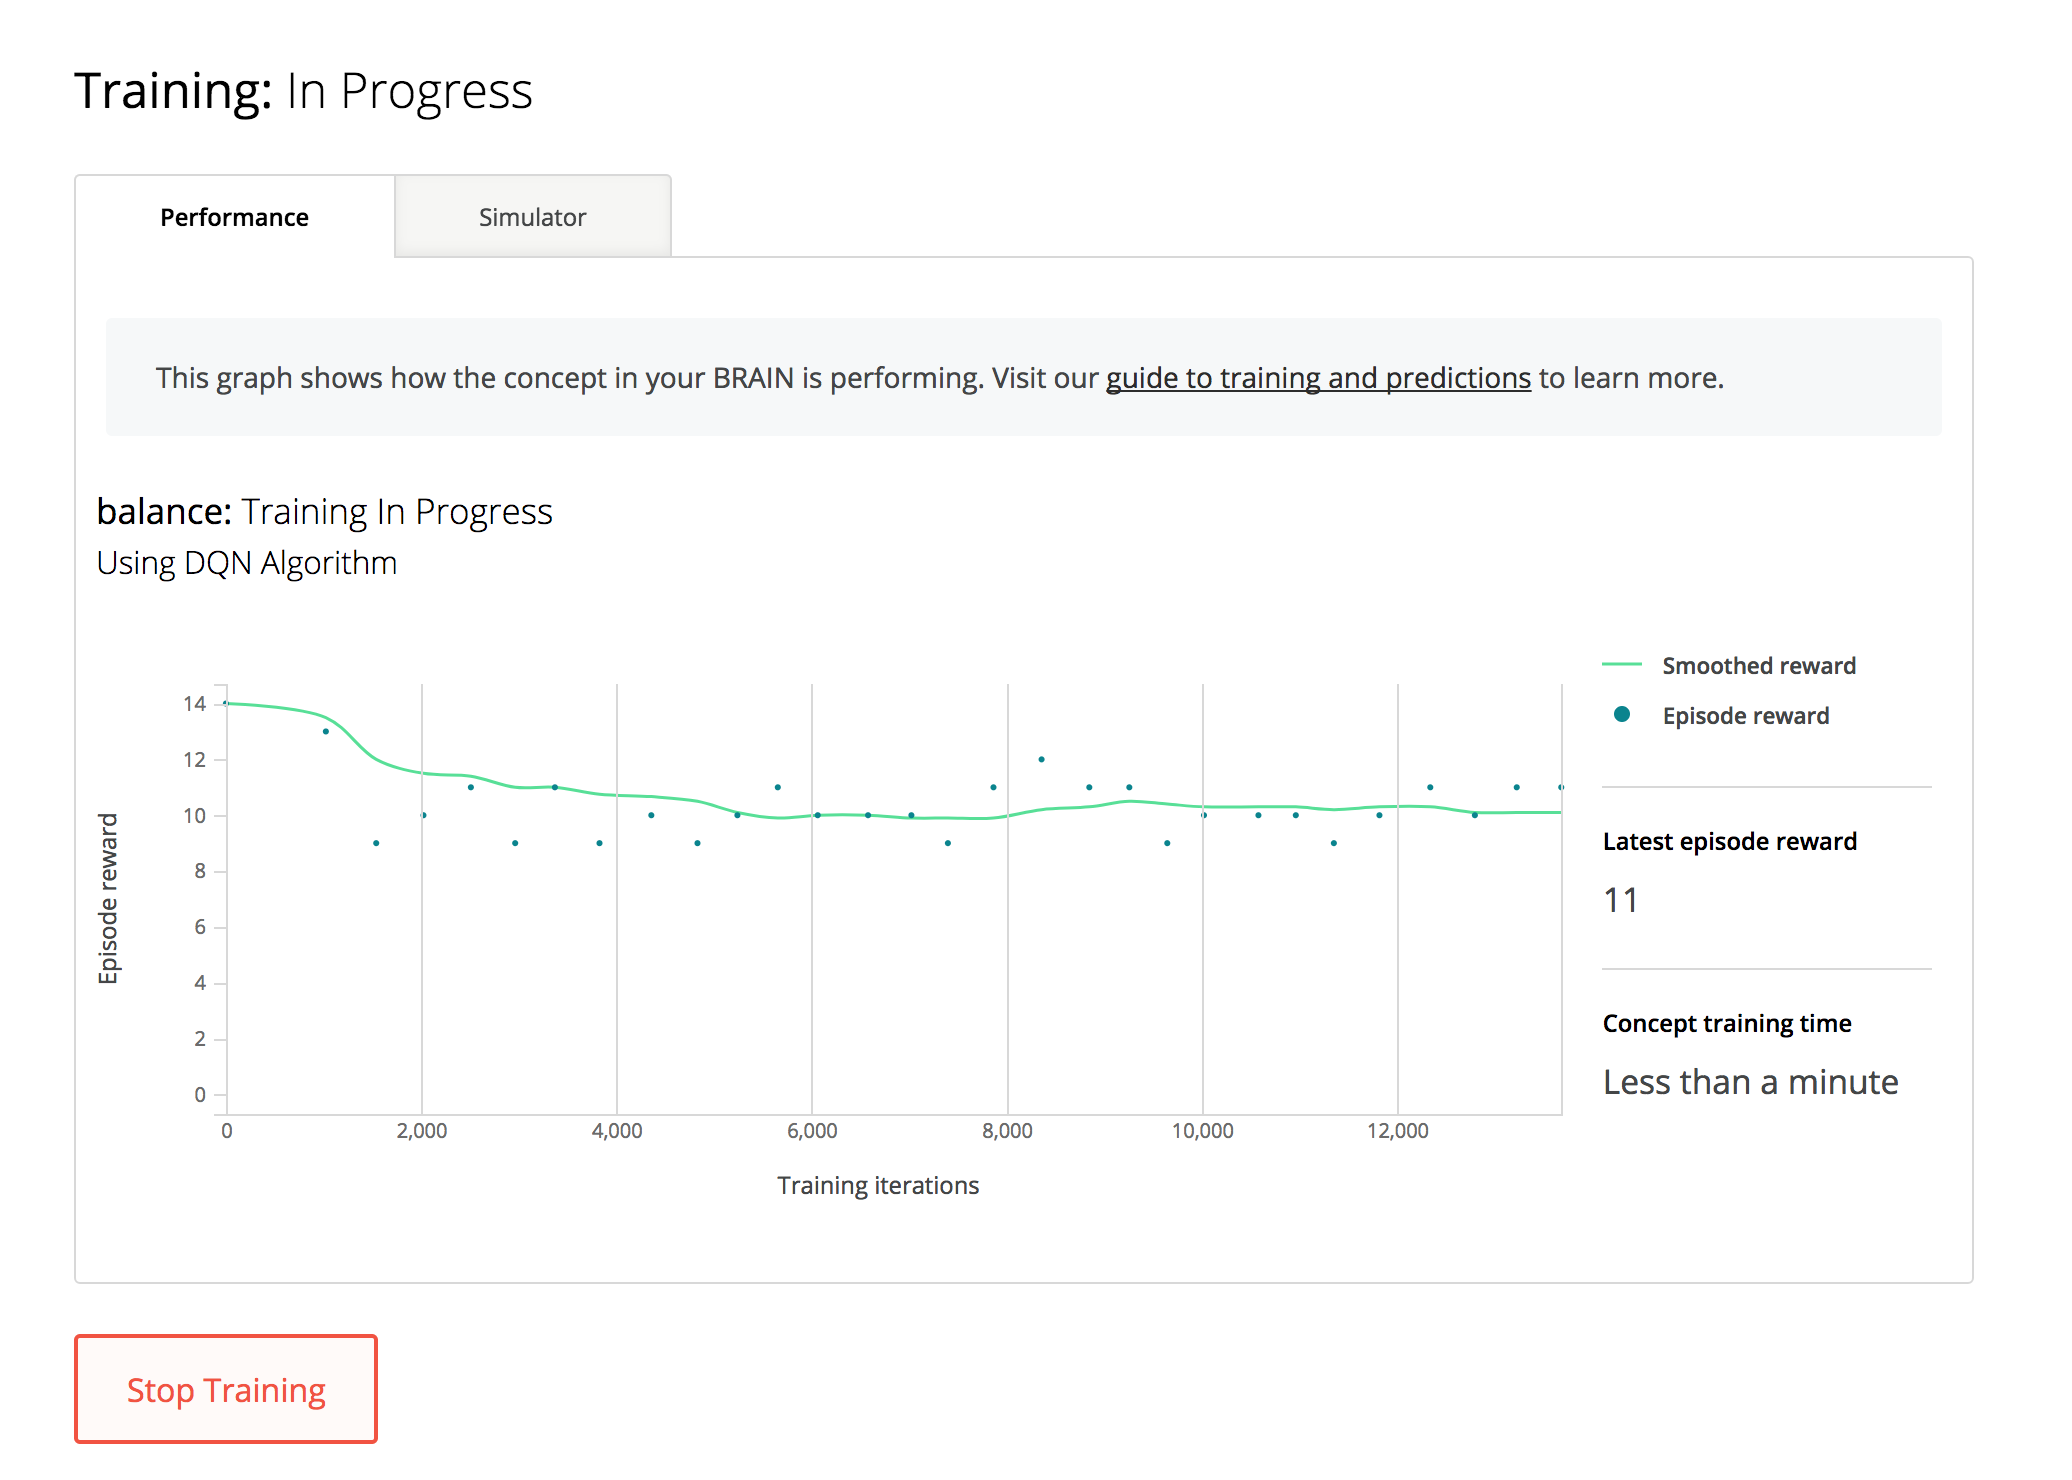 Training: In Progress
Performance
Simulator
This graph shows how the concept in your BRAIN is performing. Visit our guide to training and predictions to learn more.
balance: Training In Progress
Using DQN Algorithm
Smoothed reward
Episode reward
Latest episode reward
11
Concept training time
Less than a minute
Episode reward
14
12
10
8
6
4
2
0
0 2,000 4,000 6,000 8,000 10,000 12,000
Training iterations
Stop Training